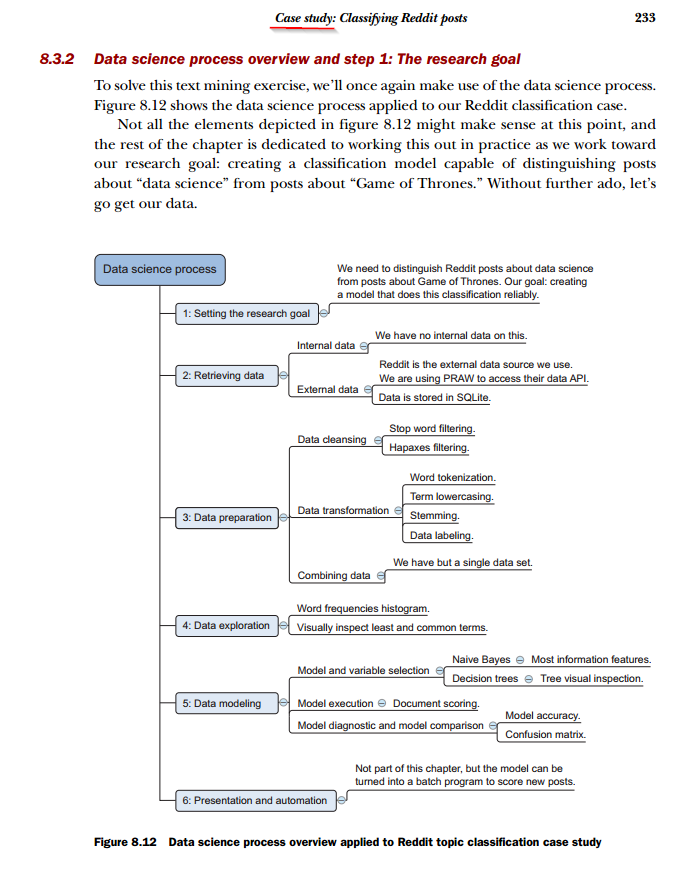 Case study: Classifying Reddit posts 233
8.3.2 Data science process overview and step 1: The research goal
To solve this text mining exercise, we’ll once again make use of the data science process.
Figure 8.12 shows the data science process applied to our Reddit classification case.
Not all the elements depicted in figure 8.12 might make sense at this point, and
the rest of the chapter is dedicated to working this out in practice as we work toward
our research goal: creating a classification model capable of distinguishing posts
about “data science” from posts about “Game of Thrones.” Without further ado, let’s
go get our data.
Data science process
We need to distinguish Reddit posts about data science
from posts about Game of Thrones. Our goal: creating
a model that does this classification reliably.
1: Setting the research goal
We have no internal data on this.
Internal data
2: Retrieving data
Reddit is the external data source we use.
We are using PRAW to access their data API.
External data
Data is stored in SQLite.
Stop word filtering.
Data cleansing
Hapaxes filtering.
Word tokenization.
Term lowercasing.
3: Data preparation
Data transformation
Stemming.
Data labeling.
We have but a single data set.
Combining data
Word frequencies histogram.
4: Data exploration
Visually inspect least and common terms.
Naive Bayes Most information features.
Model and variable selection
Decision trees Tree visual inspection.
5: Data modeling
Model execution Document scoring.
Model accuracy.
Model diagnostic and model comparison
Confusion matrix.
Not part of this chapter, but the model can be
turned into a batch program to score new posts.
6: Presentation and automation
Figure 8.12 Data science process overview applied to Reddit topic classification case study